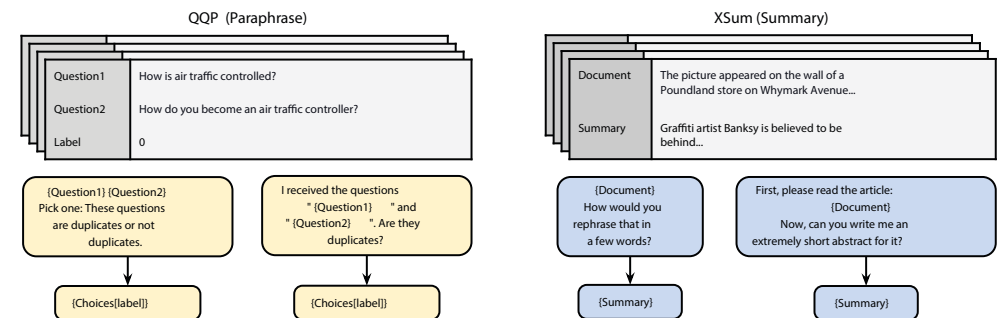 QQP (Paraphrase)
Question1 How is air traffic controlled?
Question2 How do you become an air traffic controller?
Label 0
{Question1} {Question2}
Pick one: These questions
are duplicates or not
duplicates.
{Choices[label]}
I received the questions
" {Question1} " and
" {Question2} ". Are they
duplicates?
{Choices[label]}
XSum (Summary)
Document The picture appeared on the wall of a
Poundland store on Whymark Avenue...
Summary Graffiti artist Banksy is believed to be
behind...
{Document}
How would you
rephrase that in
a few words?
{Summary}
First, please read the article:
{Document}
Now, can you write me an
extremely short abstract for it?
{Summary}